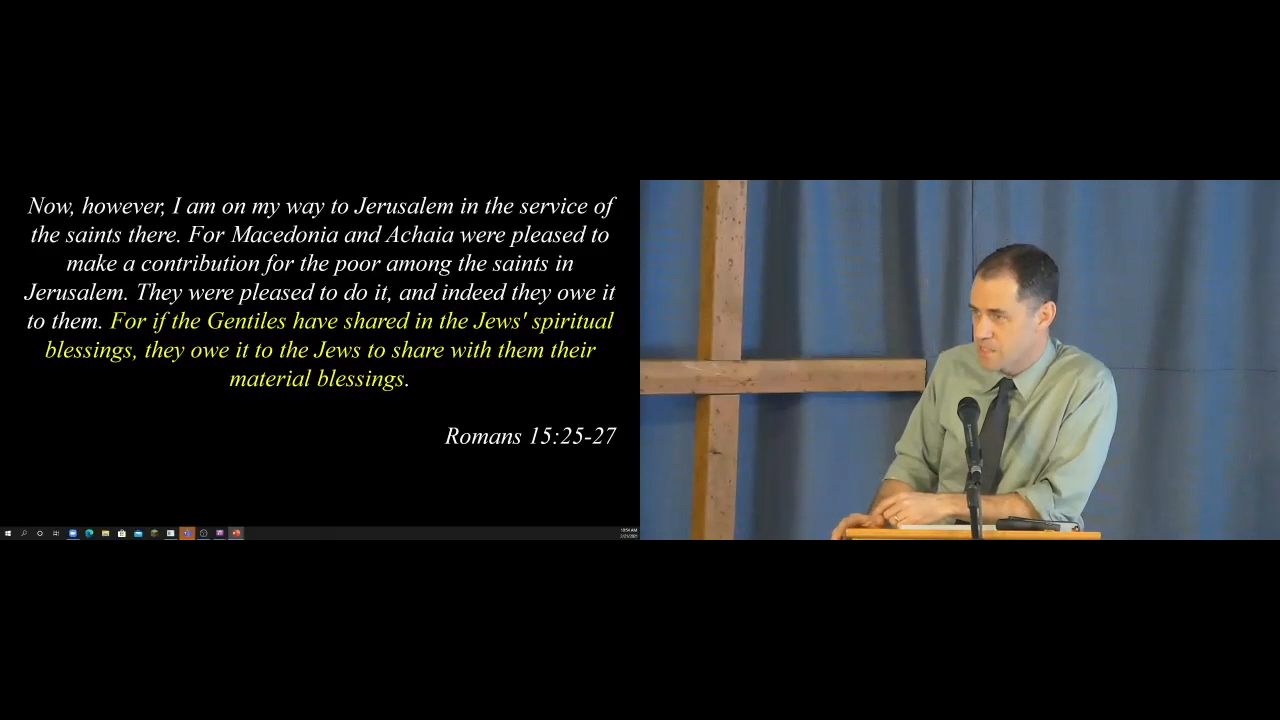 Now, however, I am on my way to Jerusalem in the service of
the saints there. For Macedonia and Achaia were pleased to
make a contribution for the poor among the saints in
Jerusalem. They were pleased to do it, and indeed they owe it
to them. For if the Gentiles have shared in the Jews' spiritual
blessings, they owe it to the Jews to share with them their
material blessings.
Romans 15:25-27